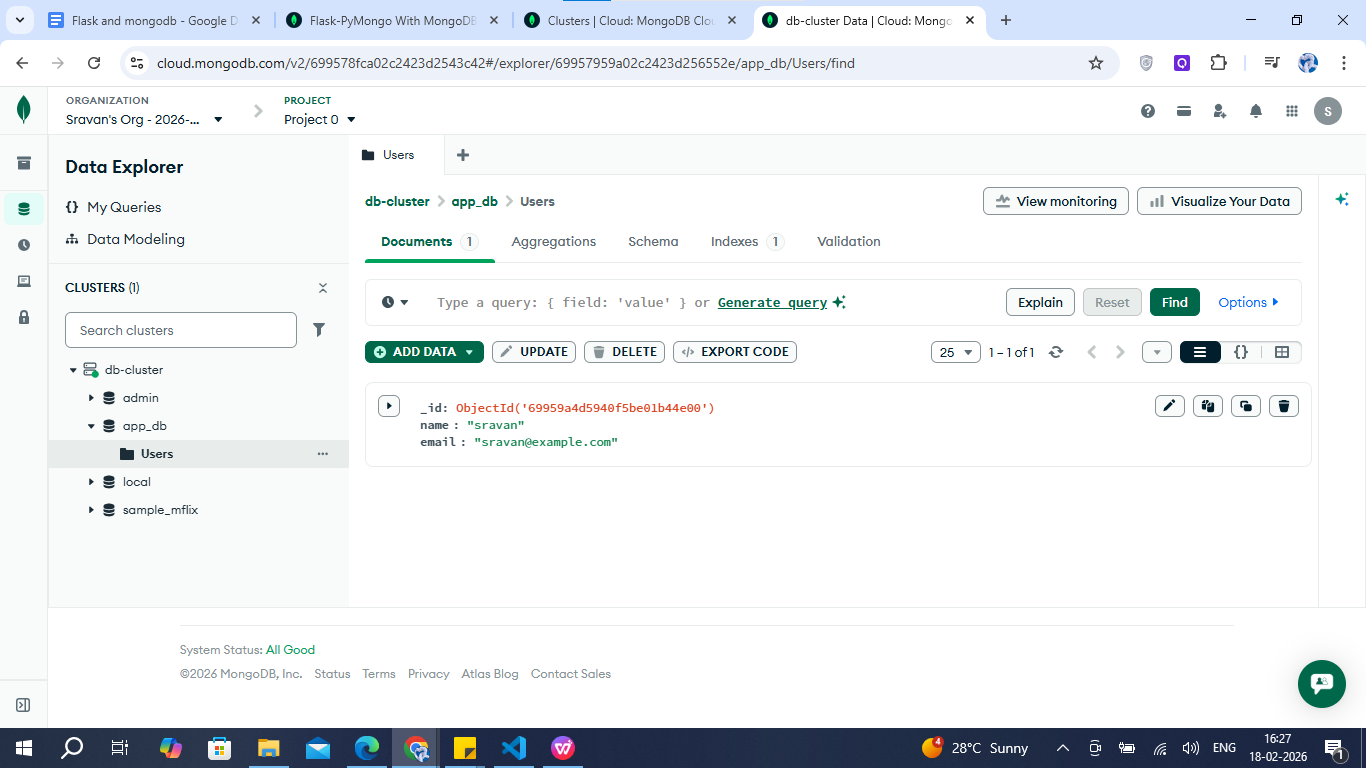 Flask and mongodb - Google D
Flask-PyMongo With MongoDB
Clusters | Cloud: MongoDB Clou
db-cluster Data | Cloud: Mongo
cloud.mongodb.com/v2/699578fca02c2423d2543c42#/explorer/69957959a02c2423d256552e/app_db/Users/find
ORGANIZATION
Sravan's Org - 2026-...
PROJECT
Project 0
S
Data Explorer
My Queries
Data Modeling
CLUSTERS (1)
Search clusters
db-cluster
admin
app_db
Users
local
sample_mflix
Users
db-cluster > app_db > Users
View monitoring
Visualize Your Data
Documents 1
Aggregations
Schema
Indexes 1
Validation
Type a query: { field: 'value' } or Generate query
Explain
Reset
Find
Options
ADD DATA
UPDATE
DELETE
EXPORT CODE
25
1 – 1 of 1
{}
_id: ObjectId('69959a4d5940f5be01b44e00')
name : "sravan"
email : "sravan@example.com"
System Status: All Good
©2026 MongoDB, Inc. Status Terms Privacy Atlas Blog Contact Sales
4
28°C Sunny
ENG
16:27
18-02-2026
1